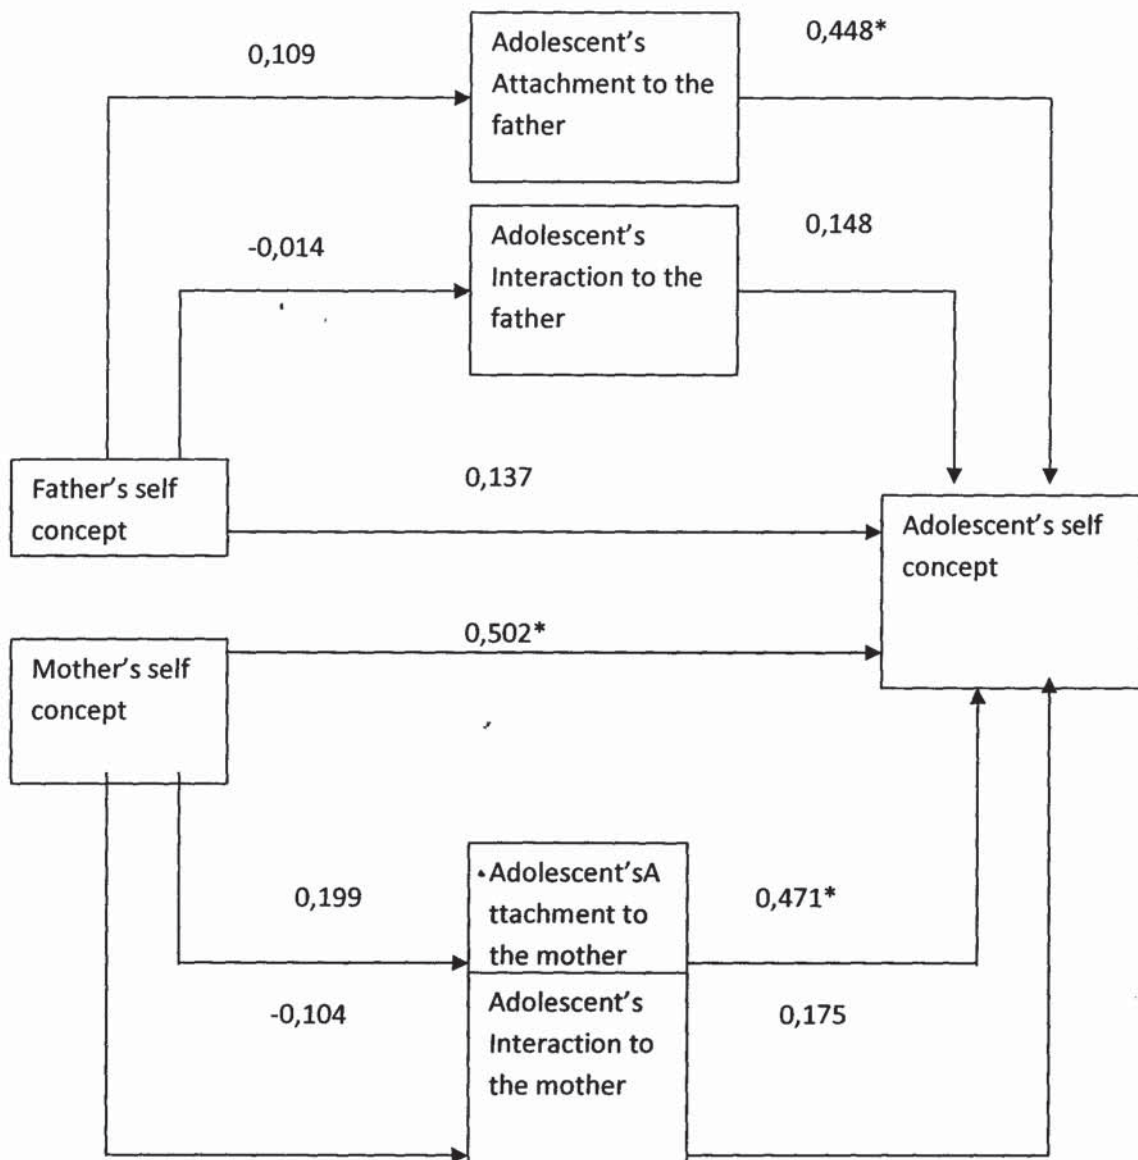 0,109
Adolescent's
Attachment to the
father
0,448*
-0,014
Adolescent's
Interaction to the
father
0,148
Father's self
concept
0,137
Adolescent's self
concept
Mother's self
concept
0,502*
0,199
Adolescent'sA
ttachment to
the mother
0,471*
-0,104
Adolescent's
Interaction to
the mother
0,175